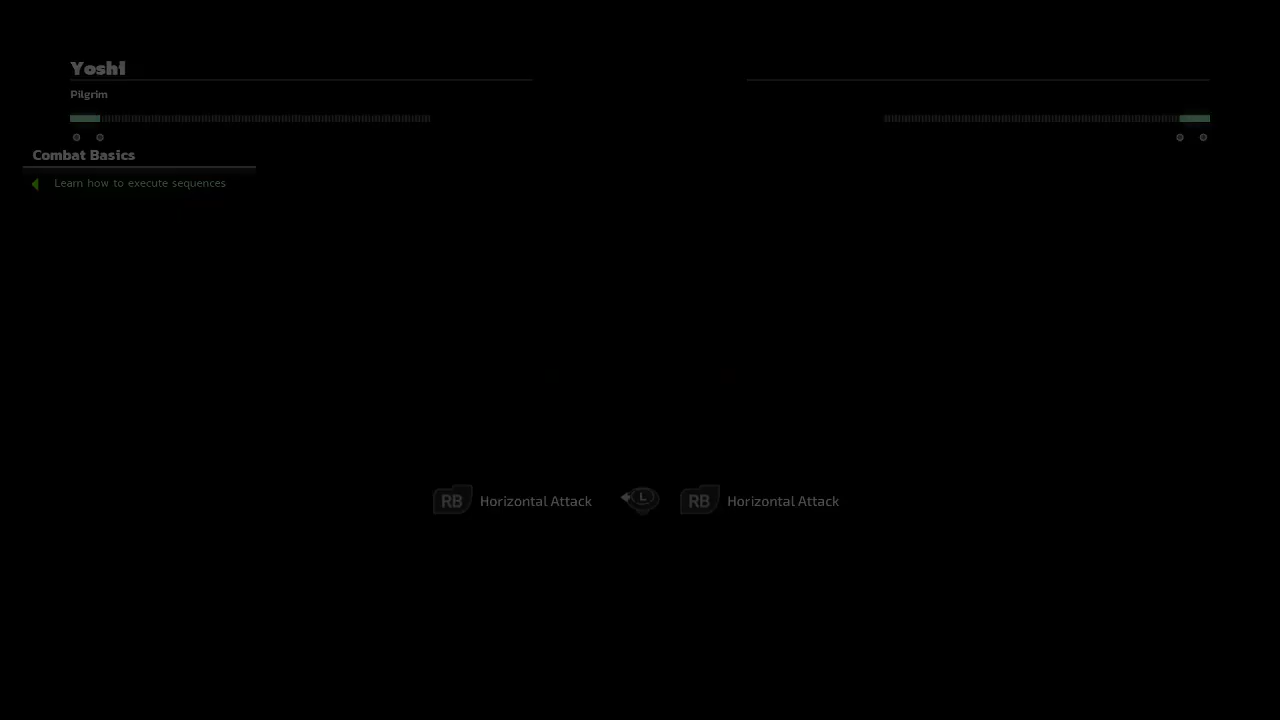 Yoshi
Pilgrim
Combat Basics
Learn how to execute sequences
RB Horizontal Attack L RB Horizontal Attack